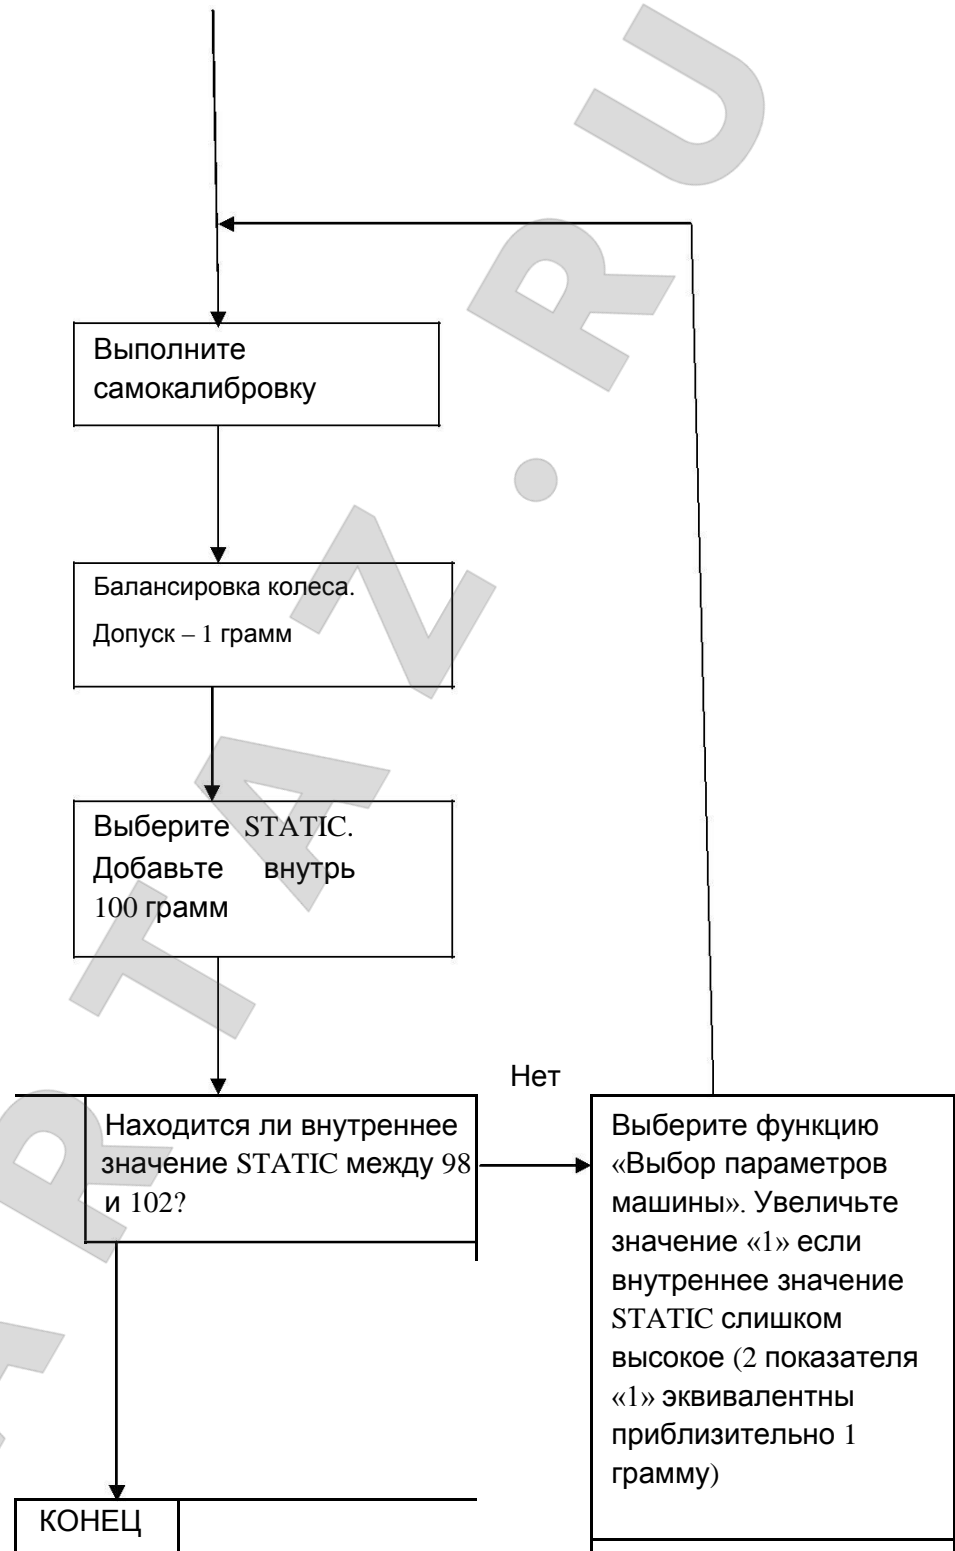 Выполните
самокалибровку
Балансировка колеса.
Допуск – 1 грамм
Выберите STATIC.
Добавьте внутрь
100 грамм
Нет
Находится ли внутреннее
значение STATIC между 98
и 102?
Выберите функцию
«Выбор параметров
машины». Увеличьте
значение «1» если
внутреннее значение
STATIC слишком
высокое (2 показателя
«1» эквивалентны
приблизительно 1
грамму)
КОНЕЦ
ARTAZ.RU